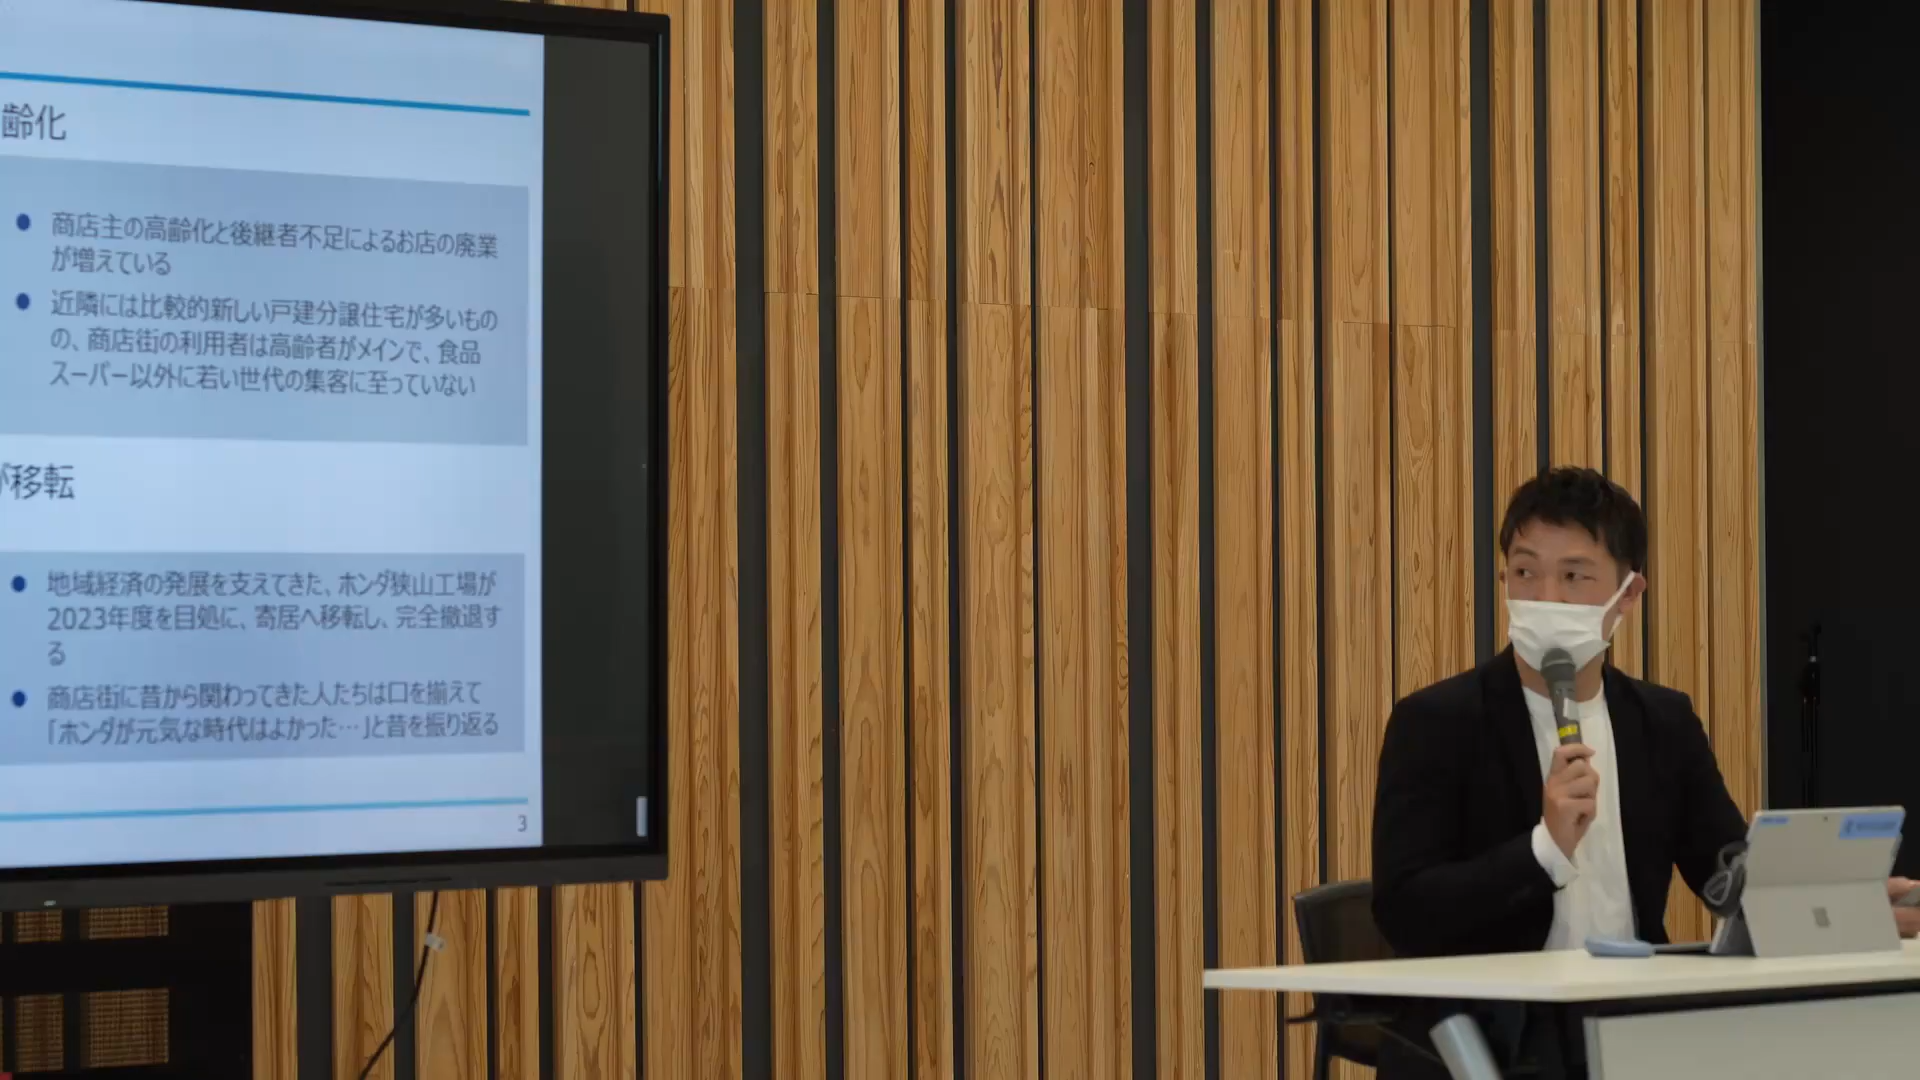 齢化
● 商店主の高齢化と後継者不足によるお店の廃業
が増えている
● 近隣には比較的新しい戸建分譲住宅が多いもの
の、商店街の利用者は高齢者がメインで、食品
スーパー以外に若い世代の集客に至っていない
が移転
● 地域経済の発展を支えてきた、ホンダ狭山工場が
2023年度を目処に、寄居へ移転し、完全撤退す
る
● 商店街に昔から関わってきた人たちは口を揃えて
「ホンダが元気な時代はよかった…」と昔を振り返る
3